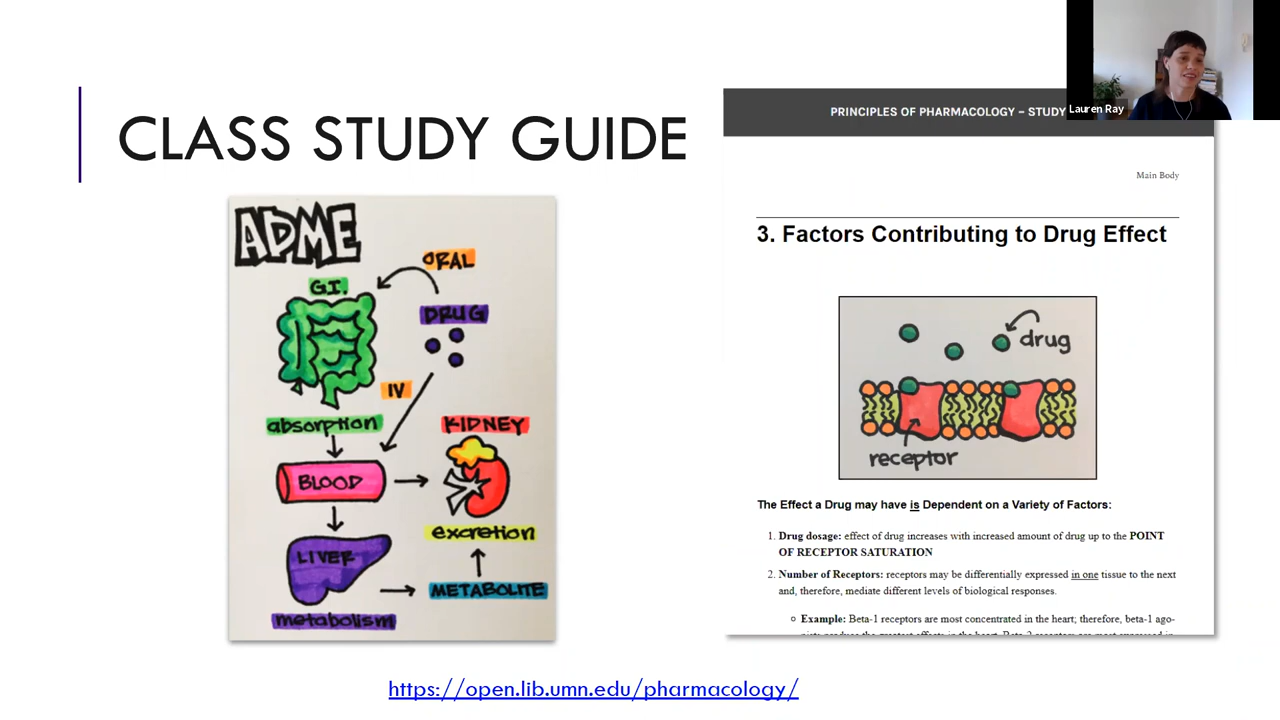 CLASS STUDY GUIDE
ADME
ORAL
G.I.
DRUG
IV
absorption
KIDNEY
BLOOD
excretion
LIVER
METABOLITE
metabolism
PRINCIPLES OF PHARMACOLOGY – STUDY
Lauren Ray
Main Body
3. Factors Contributing to Drug Effect
drug
receptor
The Effect a Drug may have is Dependent on a Variety of Factors:
1. Drug dosage: effect of drug increases with increased amount of drug up to the POINT
OF RECEPTOR SATURATION
2. Number of Receptors: receptors may be differentially expressed in one tissue to the next
and, therefore, mediate different levels of biological responses.
Example: Beta-1 receptors are most concentrated in the heart; therefore, beta-1 ago-
https://open.lib.umn.edu/pharmacology/